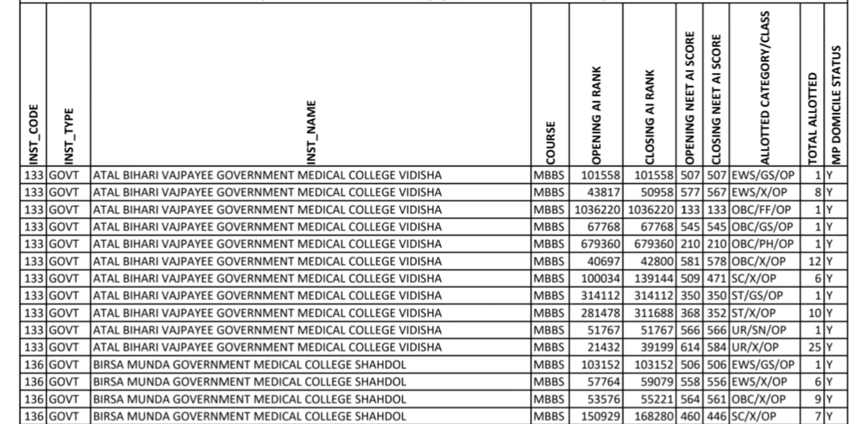 INST_CODE INST_TYPE INST_NAME COURSE OPENING AI RANK CLOSING AI RANK OPENING NEET AI SCORE CLOSING NEET AI SCORE ALLOTTED CATEGORY/CLASS TOTAL ALLOTTED MP DOMICILE STATUS
133 GOVT ATAL BIHARI VAJPAYEE GOVERNMENT MEDICAL COLLEGE VIDISHA MBBS 101558 101558 507 507 EWS/GS/OP 1 Y
133 GOVT ATAL BIHARI VAJPAYEE GOVERNMENT MEDICAL COLLEGE VIDISHA MBBS 43817 50958 577 567 EWS/X/OP 8 Y
133 GOVT ATAL BIHARI VAJPAYEE GOVERNMENT MEDICAL COLLEGE VIDISHA MBBS 1036220 1036220 133 133 OBC/FF/OP 1 Y
133 GOVT ATAL BIHARI VAJPAYEE GOVERNMENT MEDICAL COLLEGE VIDISHA MBBS 67768 67768 545 545 OBC/GS/OP 1 Y
133 GOVT ATAL BIHARI VAJPAYEE GOVERNMENT MEDICAL COLLEGE VIDISHA MBBS 679360 679360 210 210 OBC/PH/OP 1 Y
133 GOVT ATAL BIHARI VAJPAYEE GOVERNMENT MEDICAL COLLEGE VIDISHA MBBS 40697 42800 581 578 OBC/X/OP 12 Y
133 GOVT ATAL BIHARI VAJPAYEE GOVERNMENT MEDICAL COLLEGE VIDISHA MBBS 100034 139144 509 471 SC/X/OP 6 Y
133 GOVT ATAL BIHARI VAJPAYEE GOVERNMENT MEDICAL COLLEGE VIDISHA MBBS 314112 314112 350 350 ST/GS/OP 1 Y
133 GOVT ATAL BIHARI VAJPAYEE GOVERNMENT MEDICAL COLLEGE VIDISHA MBBS 281478 311688 368 352 ST/X/OP 10 Y
133 GOVT ATAL BIHARI VAJPAYEE GOVERNMENT MEDICAL COLLEGE VIDISHA MBBS 51767 51767 566 566 UR/SN/OP 1 Y
133 GOVT ATAL BIHARI VAJPAYEE GOVERNMENT MEDICAL COLLEGE VIDISHA MBBS 21432 39199 614 584 UR/X/OP 25 Y
136 GOVT BIRSA MUNDA GOVERNMENT MEDICAL COLLEGE SHAHDOL MBBS 103152 103152 506 506 EWS/GS/OP 1 Y
136 GOVT BIRSA MUNDA GOVERNMENT MEDICAL COLLEGE SHAHDOL MBBS 57764 59079 558 556 EWS/X/OP 6 Y
136 GOVT BIRSA MUNDA GOVERNMENT MEDICAL COLLEGE SHAHDOL MBBS 53576 55221 564 561 OBC/X/OP 9 Y
136 GOVT BIRSA MUNDA GOVERNMENT MEDICAL COLLEGE SHAHDOL MBBS 150929 168280 460 446 SC/X/OP 7 Y